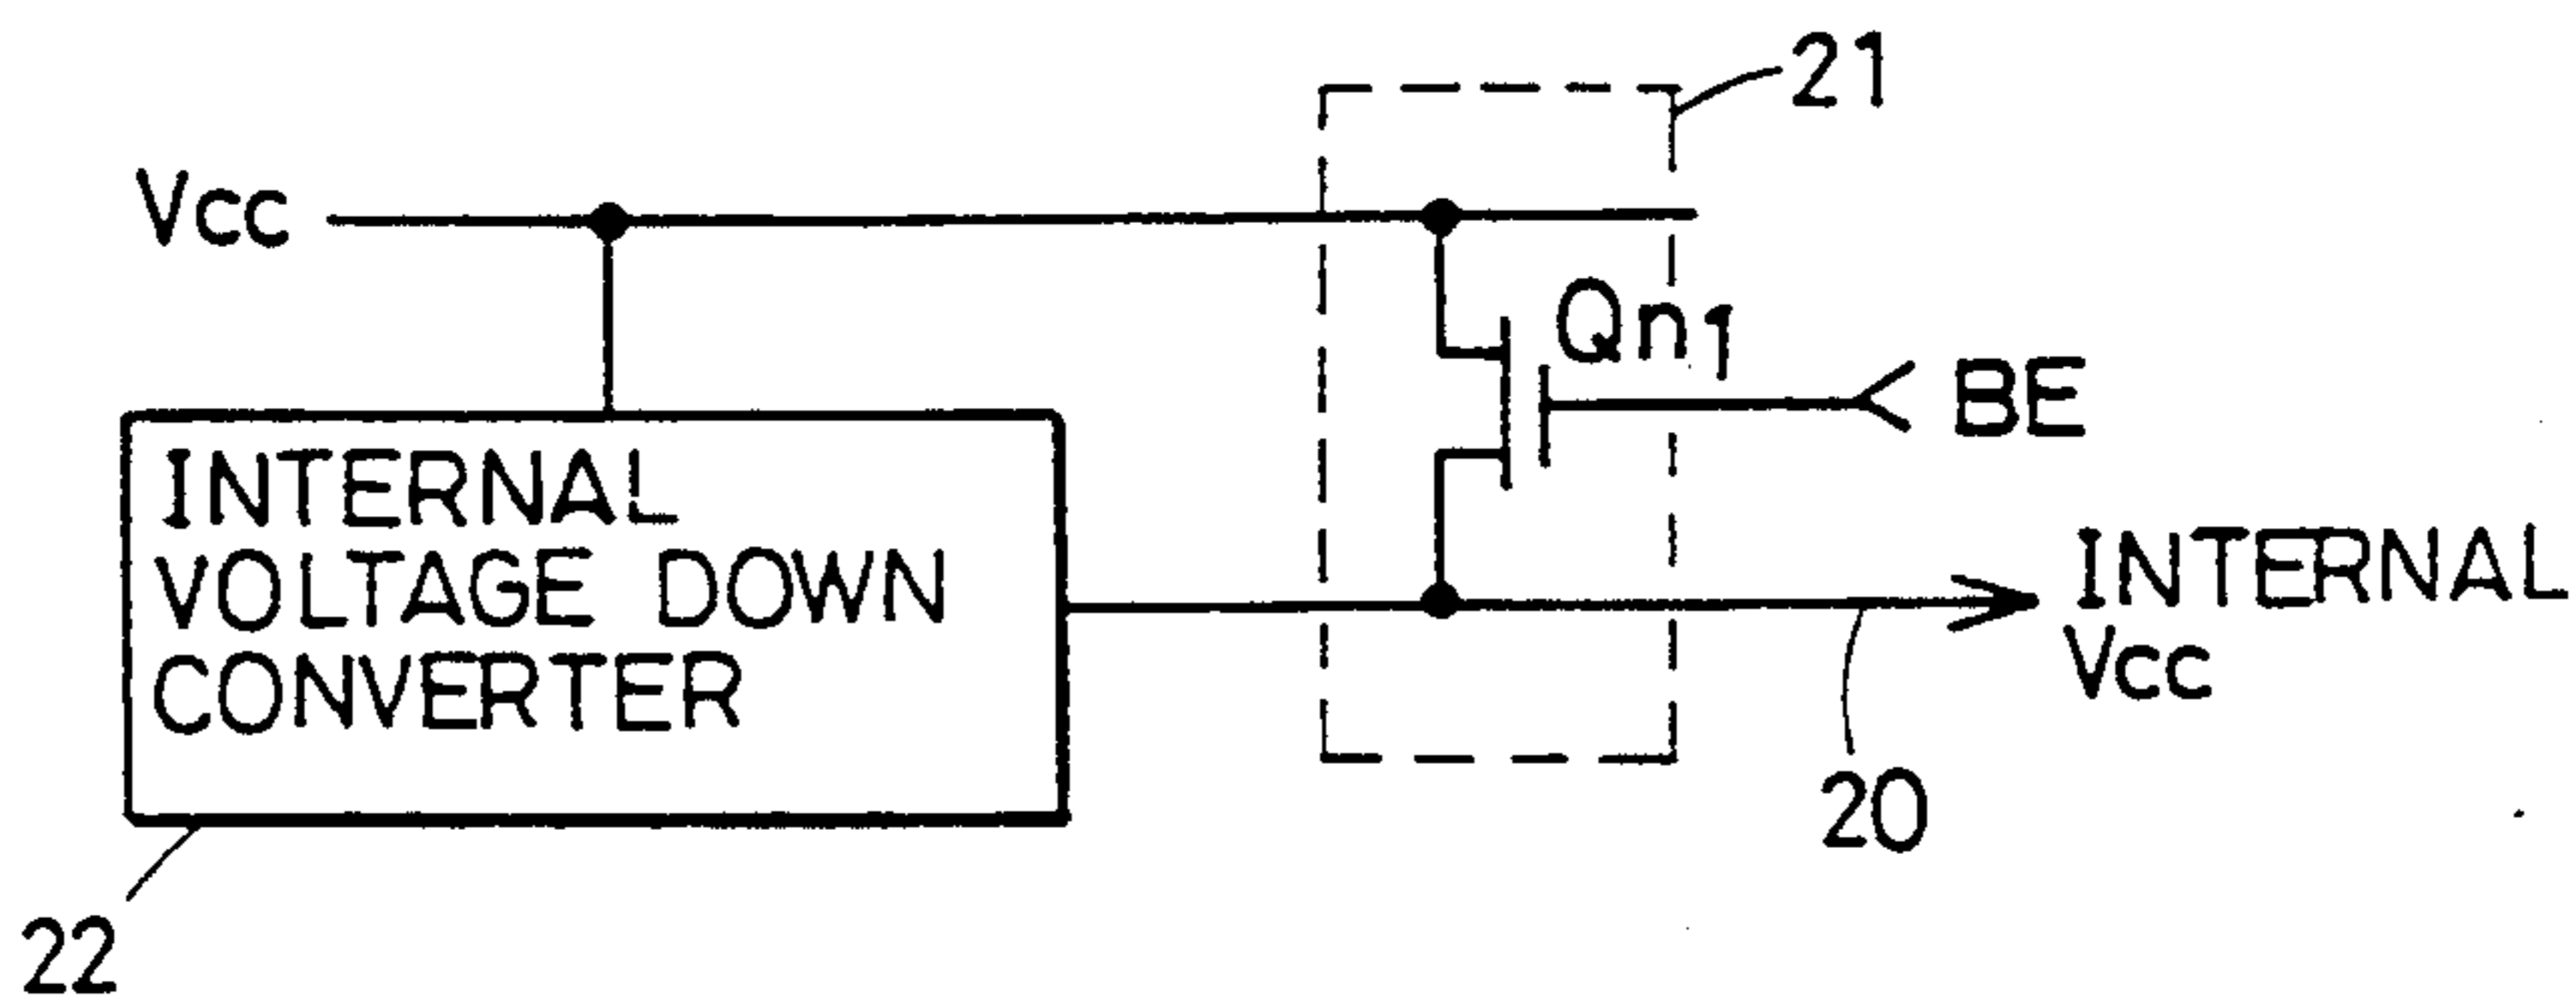 21
Vcc
Qn1
BE
INTERNAL
VOLTAGE DOWN
CONVERTER
INTERNAL
Vcc
20
22